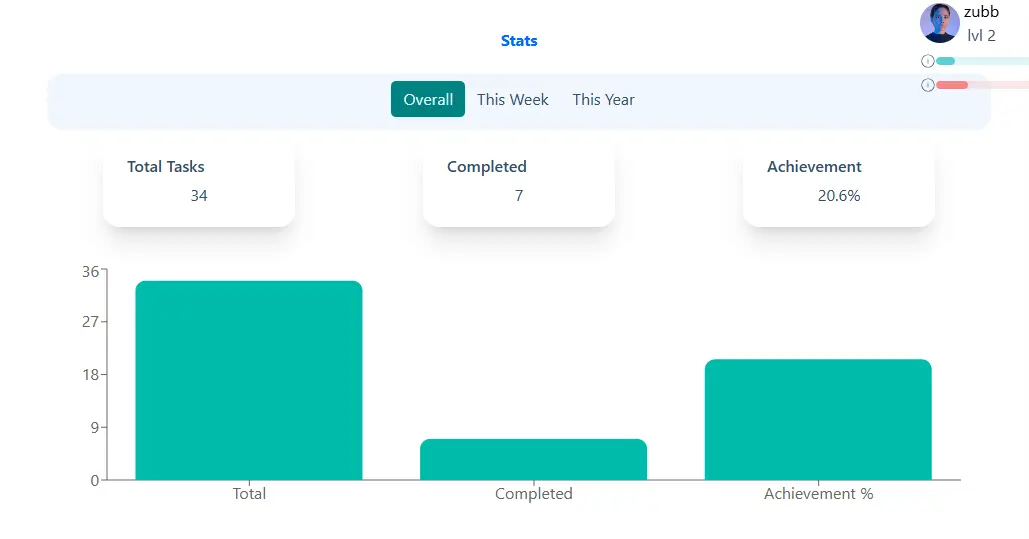 zubb
lvl 2
Stats
Overall This Week This Year
Total Tasks
34
Completed
7
Achievement
20.6%
36
27
18
9
0
Total Completed Achievement %